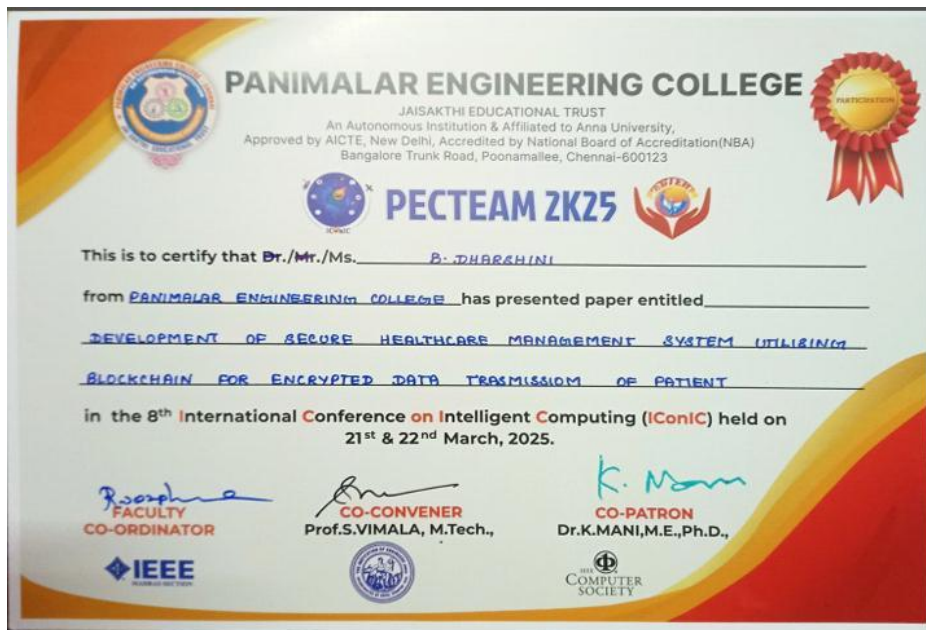 PANIMALAR ENGINEERING COLLEGE
JAISAKTHI EDUCATIONAL TRUST
An Autonomous Institution & Affiliated to Anna University,
Approved by AICTE, New Delhi, Accredited by National Board of Accreditation(NBA)
Bangalore Trunk Road, Poonamallee, Chennai-600123
PARTICIPATION
IConIC
PECTEAM 2K25
This is to certify that Dr./Mr./Ms. B. DHARSHINI
from PANIMALAR ENGINEERING COLLEGE has presented paper entitled
DEVELOPMENT OF SECURE HEALTHCARE MANAGEMENT SYSTEM UTILISING
BLOCKCHAIN FOR ENCRYPTED DATA TRASMISSIOM OF PATIENT
in the 8th International Conference on Intelligent Computing (IConIC) held on
21st & 22nd March, 2025.
K. Mani
FACULTY
CO-ORDINATOR
CO-CONVENER
Prof.S.VIMALA, M.Tech.,
CO-PATRON
Dr.K.MANI,M.E.,Ph.D.,
IEEE
MADRAS SECTION
IEEE
COMPUTER
SOCIETY